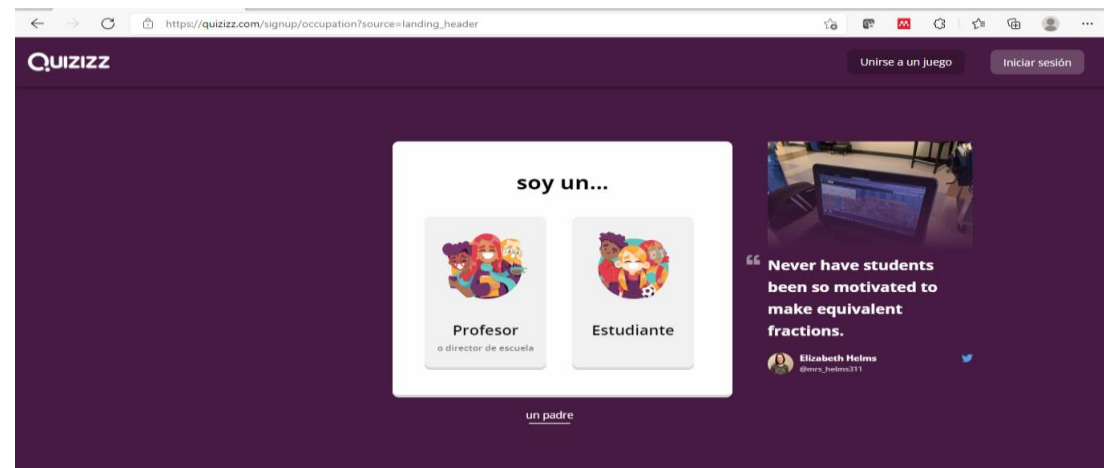 https://quizizz.com/signup/occupation?source=landing_header
QUIZIZZ
Unirse a un juego
Iniciar sesión
soy un...
Profesor
o director de escuela
Estudiante
un padre
“ Never have students
been so motivated to
make equivalent
fractions.
Elizabeth Helms
@mrs_helms311